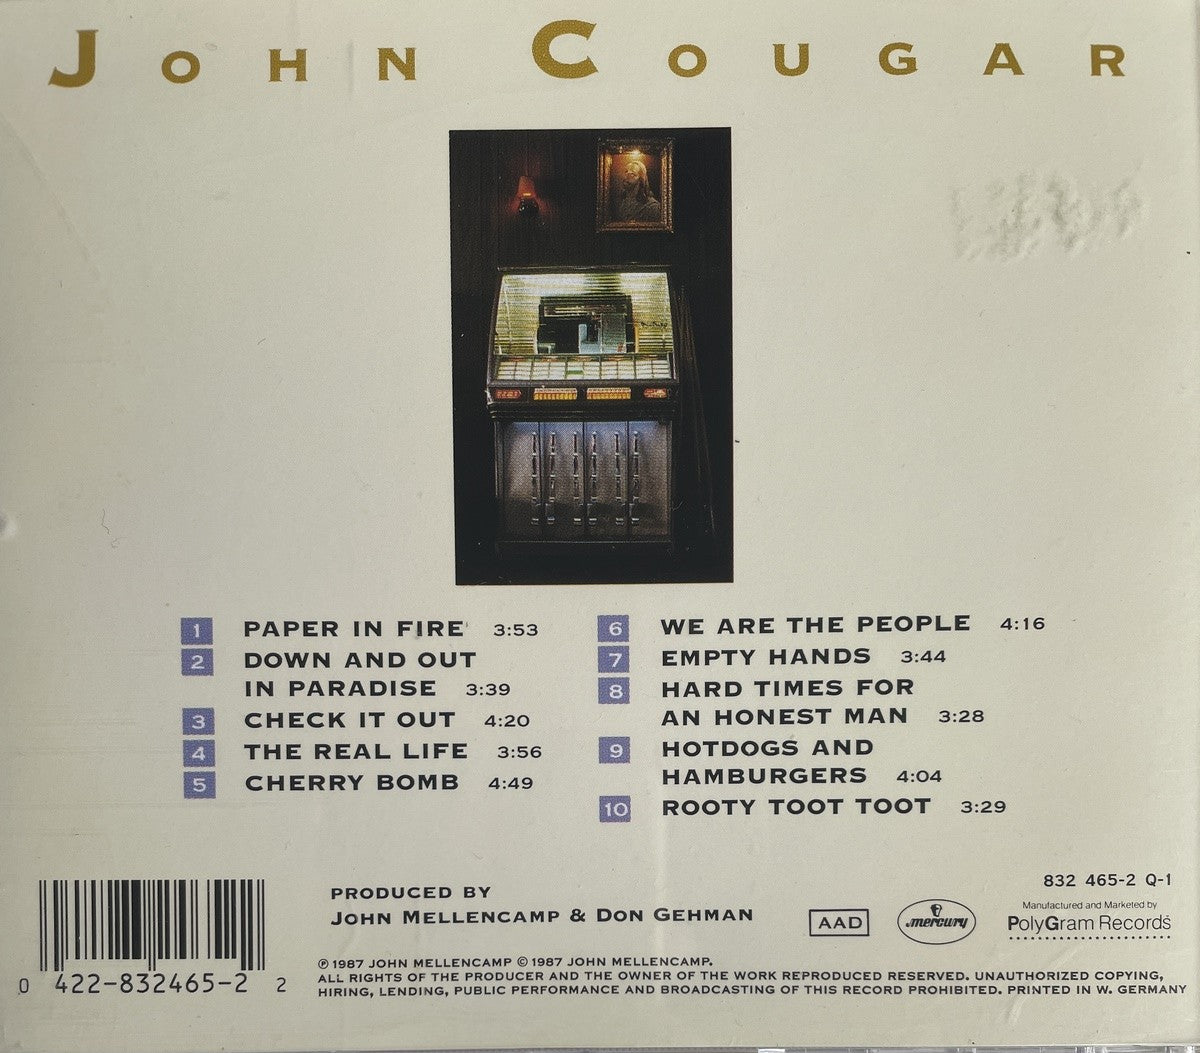 JOHN COUGAR
1 PAPER IN FIRE 3:53
2 DOWN AND OUT
IN PARADISE 3:39
3 CHECK IT OUT 4:20
4 THE REAL LIFE 3:56
5 CHERRY BOMB 4:49
6 WE ARE THE PEOPLE 4:16
7 EMPTY HANDS 3:44
8 HARD TIMES FOR
AN HONEST MAN 3:28
9 HOTDOGS AND
HAMBURGERS 4:04
10 ROOTY TOOT TOOT 3:29
0 422-832465-2 2
PRODUCED BY
JOHN MELLENCAMP & DON GEHMAN
AAD
mercury
832 465-2 Q-1
Manufactured and Marketed by
PolyGram Records
℗ 1987 JOHN MELLENCAMP © 1987 JOHN MELLENCAMP.
ALL RIGHTS OF THE PRODUCER AND THE OWNER OF THE WORK REPRODUCED RESERVED. UNAUTHORIZED COPYING,
HIRING, LENDING, PUBLIC PERFORMANCE AND BROADCASTING OF THIS RECORD PROHIBITED. PRINTED IN W. GERMANY